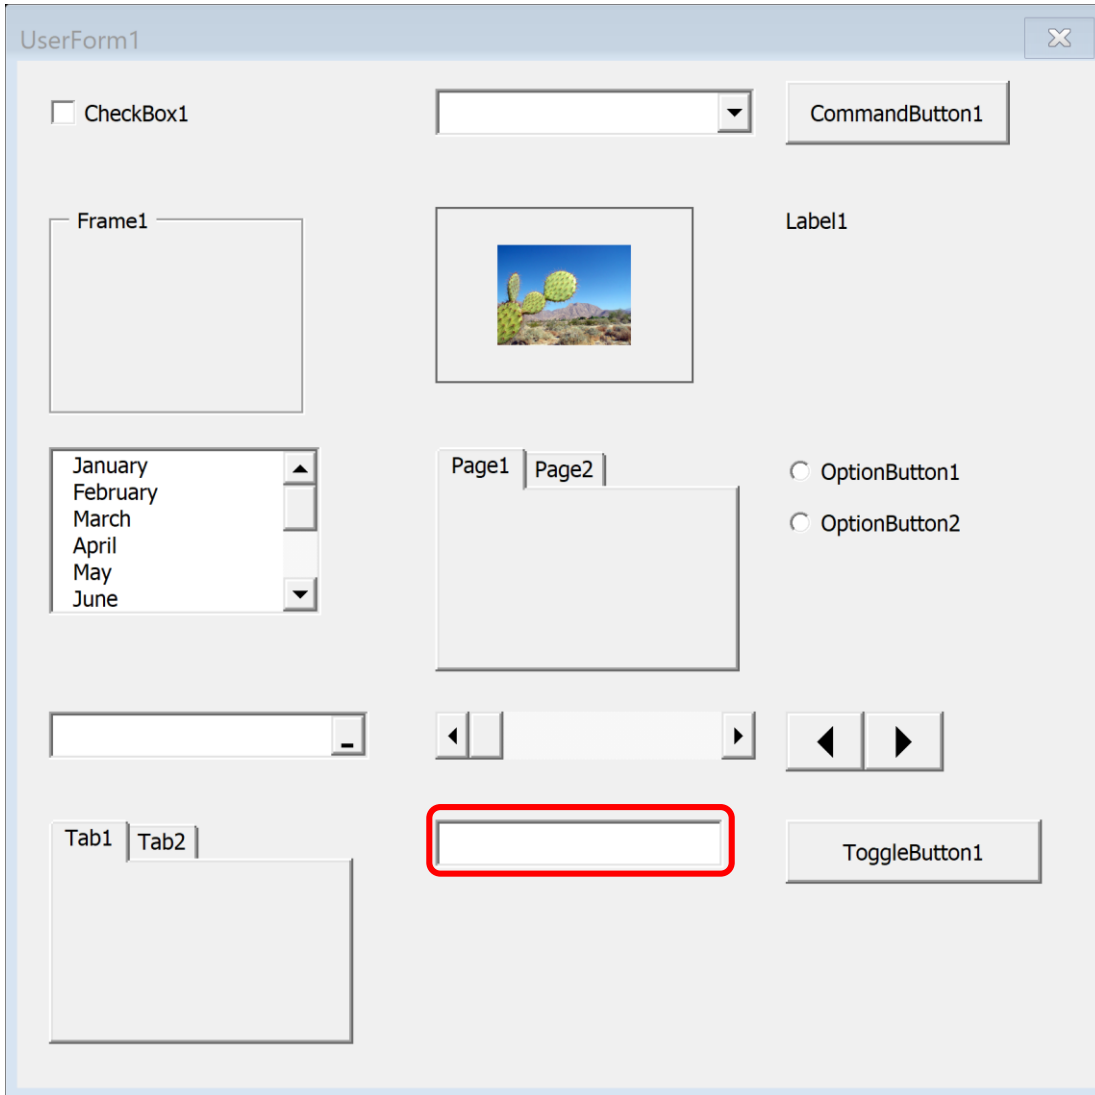 UserForm1
CheckBox1
CommandButton1
Frame1
Label1
January
February
March
April
May
June
Page1 Page2
OptionButton1
OptionButton2
Tab1 Tab2
ToggleButton1